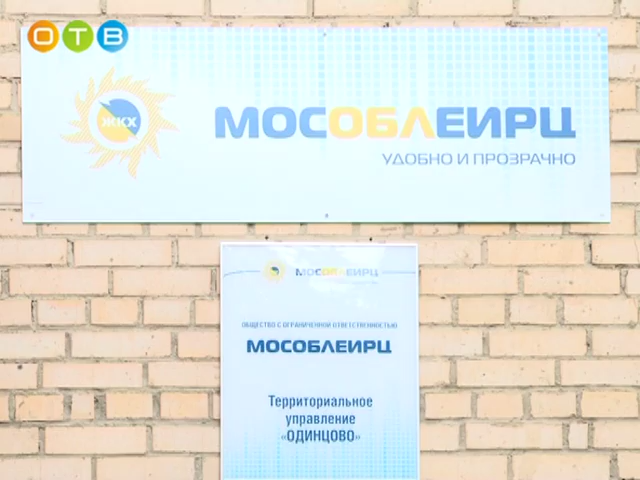 ОТВ
ЖКХ
МОСОБЛЕИРЦ
УДОБНО И ПРОЗРАЧНО
МОСОБЛЕИРЦ
ОБЩЕСТВО С ОГРАНИЧЕННОЙ ОТВЕТСТВЕННОСТЬЮ
МОСОБЛЕИРЦ
Территориальное
управление
«ОДИНЦОВО»